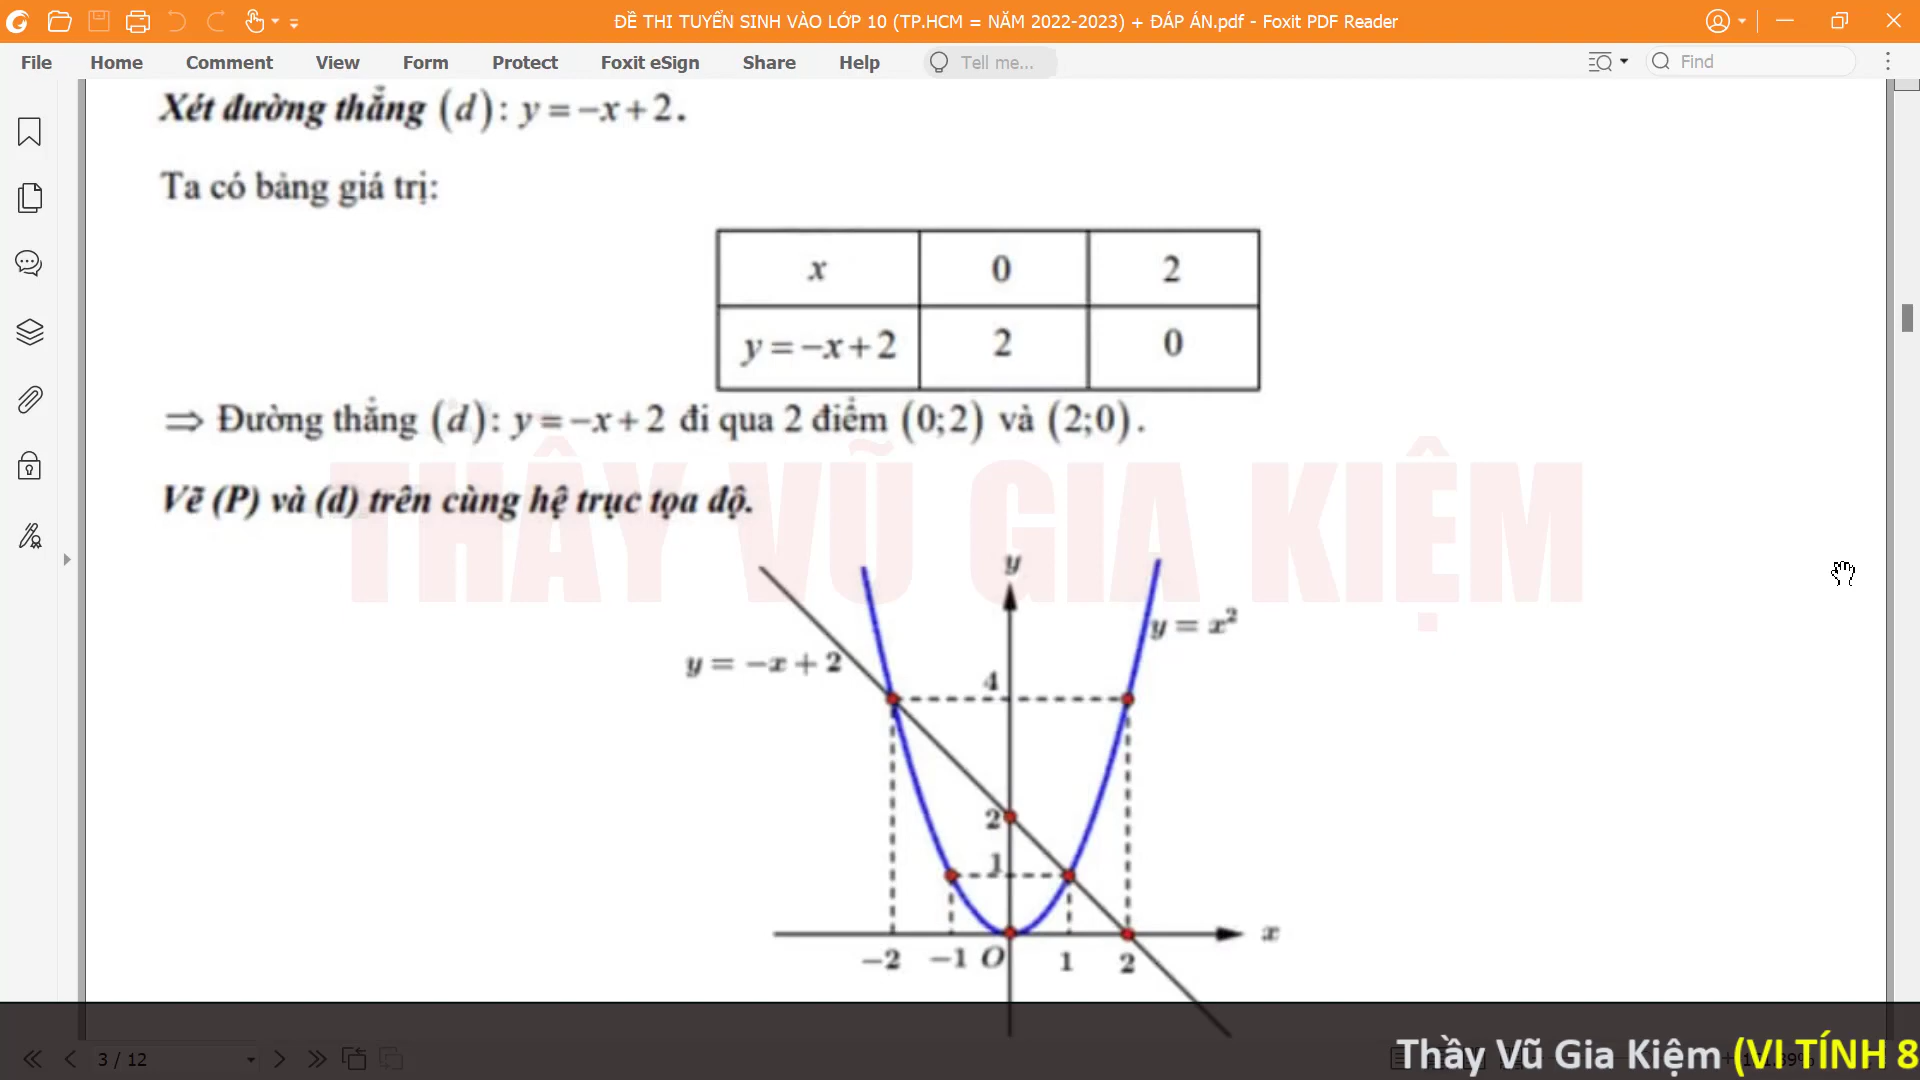 ĐỀ THI TUYỂN SINH VÀO LỚP 10 (TP.HCM = NĂM 2022-2023) + ĐÁP ÁN.pdf - Foxit PDF Reader
File Home Comment View Form Protect Foxit eSign Share Help Tell me... Find
Xét đường thẳng (d): y = −x + 2.
Ta có bảng giá trị:
x 0 2
y = −x + 2 2 0
⇒ Đường thẳng (d): y = −x + 2 đi qua 2 điểm (0;2) và (2;0).
THẦY VŨ GIA KIỆM
Vẽ (P) và (d) trên cùng hệ trục tọa độ.
y
y = x²
y = −x + 2
4
2
1
x
−2 −1 O 1 2
3 / 12
Thầy Vũ Gia Kiệm (VI TÍNH 8